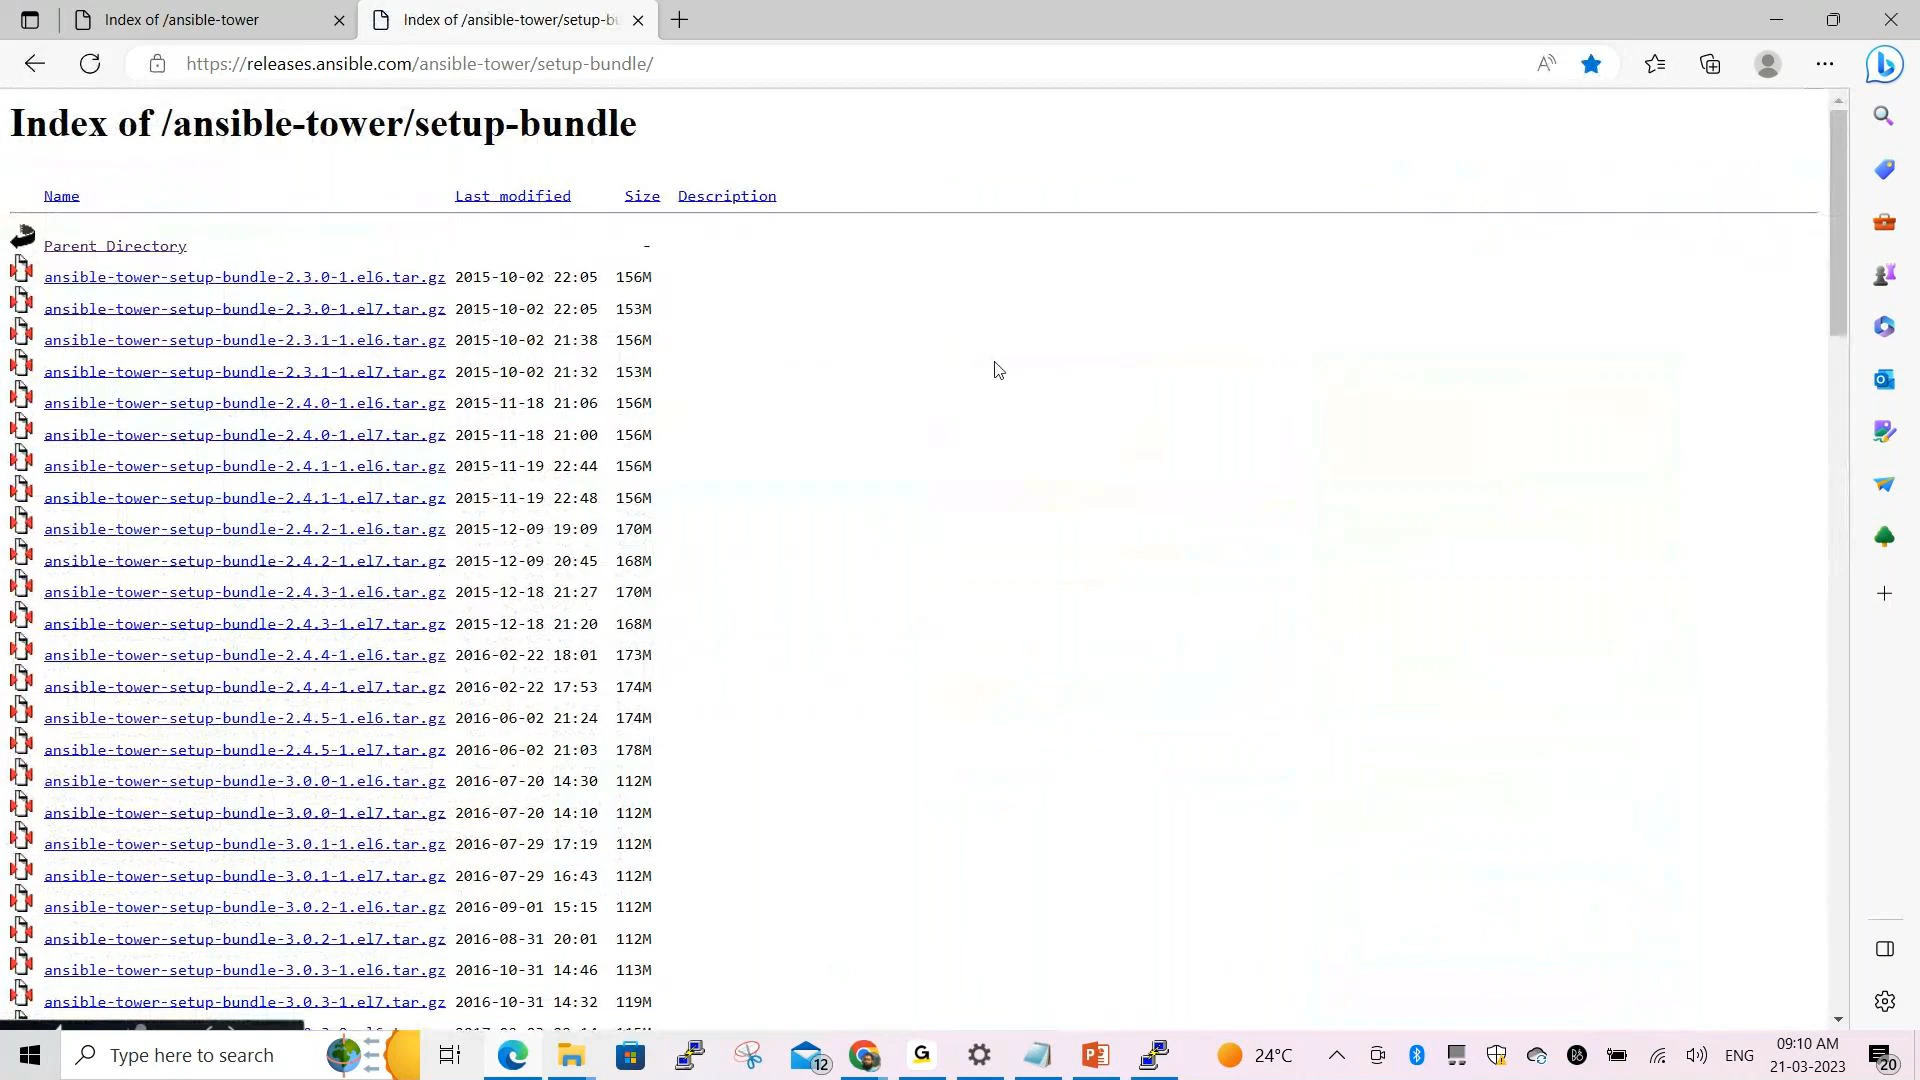 Index of /ansible-tower
Index of /ansible-tower/setup-bu
https://releases.ansible.com/ansible-tower/setup-bundle/
Index of /ansible-tower/setup-bundle
Name Last modified Size Description
Parent Directory -
ansible-tower-setup-bundle-2.3.0-1.el6.tar.gz 2015-10-02 22:05 156M
ansible-tower-setup-bundle-2.3.0-1.el7.tar.gz 2015-10-02 22:05 153M
ansible-tower-setup-bundle-2.3.1-1.el6.tar.gz 2015-10-02 21:38 156M
ansible-tower-setup-bundle-2.3.1-1.el7.tar.gz 2015-10-02 21:32 153M
ansible-tower-setup-bundle-2.4.0-1.el6.tar.gz 2015-11-18 21:06 156M
ansible-tower-setup-bundle-2.4.0-1.el7.tar.gz 2015-11-18 21:00 156M
ansible-tower-setup-bundle-2.4.1-1.el6.tar.gz 2015-11-19 22:44 156M
ansible-tower-setup-bundle-2.4.1-1.el7.tar.gz 2015-11-19 22:48 156M
ansible-tower-setup-bundle-2.4.2-1.el6.tar.gz 2015-12-09 19:09 170M
ansible-tower-setup-bundle-2.4.2-1.el7.tar.gz 2015-12-09 20:45 168M
ansible-tower-setup-bundle-2.4.3-1.el6.tar.gz 2015-12-18 21:27 170M
ansible-tower-setup-bundle-2.4.3-1.el7.tar.gz 2015-12-18 21:20 168M
ansible-tower-setup-bundle-2.4.4-1.el6.tar.gz 2016-02-22 18:01 173M
ansible-tower-setup-bundle-2.4.4-1.el7.tar.gz 2016-02-22 17:53 174M
ansible-tower-setup-bundle-2.4.5-1.el6.tar.gz 2016-06-02 21:24 174M
ansible-tower-setup-bundle-2.4.5-1.el7.tar.gz 2016-06-02 21:03 178M
ansible-tower-setup-bundle-3.0.0-1.el6.tar.gz 2016-07-20 14:30 112M
ansible-tower-setup-bundle-3.0.0-1.el7.tar.gz 2016-07-20 14:10 112M
ansible-tower-setup-bundle-3.0.1-1.el6.tar.gz 2016-07-29 17:19 112M
ansible-tower-setup-bundle-3.0.1-1.el7.tar.gz 2016-07-29 16:43 112M
ansible-tower-setup-bundle-3.0.2-1.el6.tar.gz 2016-09-01 15:15 112M
ansible-tower-setup-bundle-3.0.2-1.el7.tar.gz 2016-08-31 20:01 112M
ansible-tower-setup-bundle-3.0.3-1.el6.tar.gz 2016-10-31 14:46 113M
ansible-tower-setup-bundle-3.0.3-1.el7.tar.gz 2016-10-31 14:32 119M
Type here to search
12
24°C
ENG
09:10 AM
21-03-2023
20